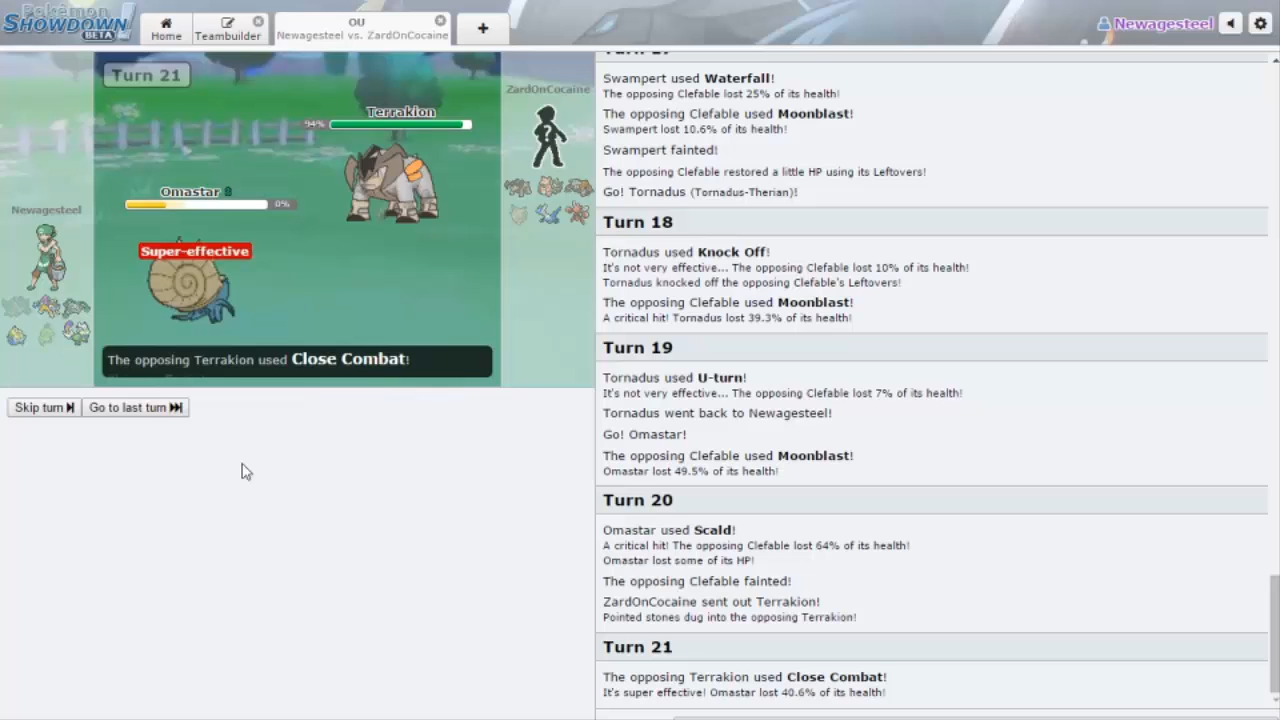 Pokémon
Showdown!
BETA
Home
Teambuilder
OU
Newagesteel vs. ZardOnCocaine
+
Newagesteel
Turn 21
Terrakion
94%
ZardOnCocaine
Omastar
0%
Newagesteel
Super-effective
The opposing Terrakion used Close Combat!
Skip turn
Go to last turn
Swampert used Waterfall!
The opposing Clefable lost 25% of its health!
The opposing Clefable used Moonblast!
Swampert lost 10.6% of its health!
Swampert fainted!
The opposing Clefable restored a little HP using its Leftovers!
Go! Tornadus (Tornadus-Therian)!
Turn 18
Tornadus used Knock Off!
It's not very effective... The opposing Clefable lost 10% of its health!
Tornadus knocked off the opposing Clefable's Leftovers!
The opposing Clefable used Moonblast!
A critical hit! Tornadus lost 39.3% of its health!
Turn 19
Tornadus used U-turn!
It's not very effective... The opposing Clefable lost 7% of its health!
Tornadus went back to Newagesteel!
Go! Omastar!
The opposing Clefable used Moonblast!
Omastar lost 49.5% of its health!
Turn 20
Omastar used Scald!
A critical hit! The opposing Clefable lost 64% of its health!
Omastar lost some of its HP!
The opposing Clefable fainted!
ZardOnCocaine sent out Terrakion!
Pointed stones dug into the opposing Terrakion!
Turn 21
The opposing Terrakion used Close Combat!
It's super effective! Omastar lost 40.6% of its health!